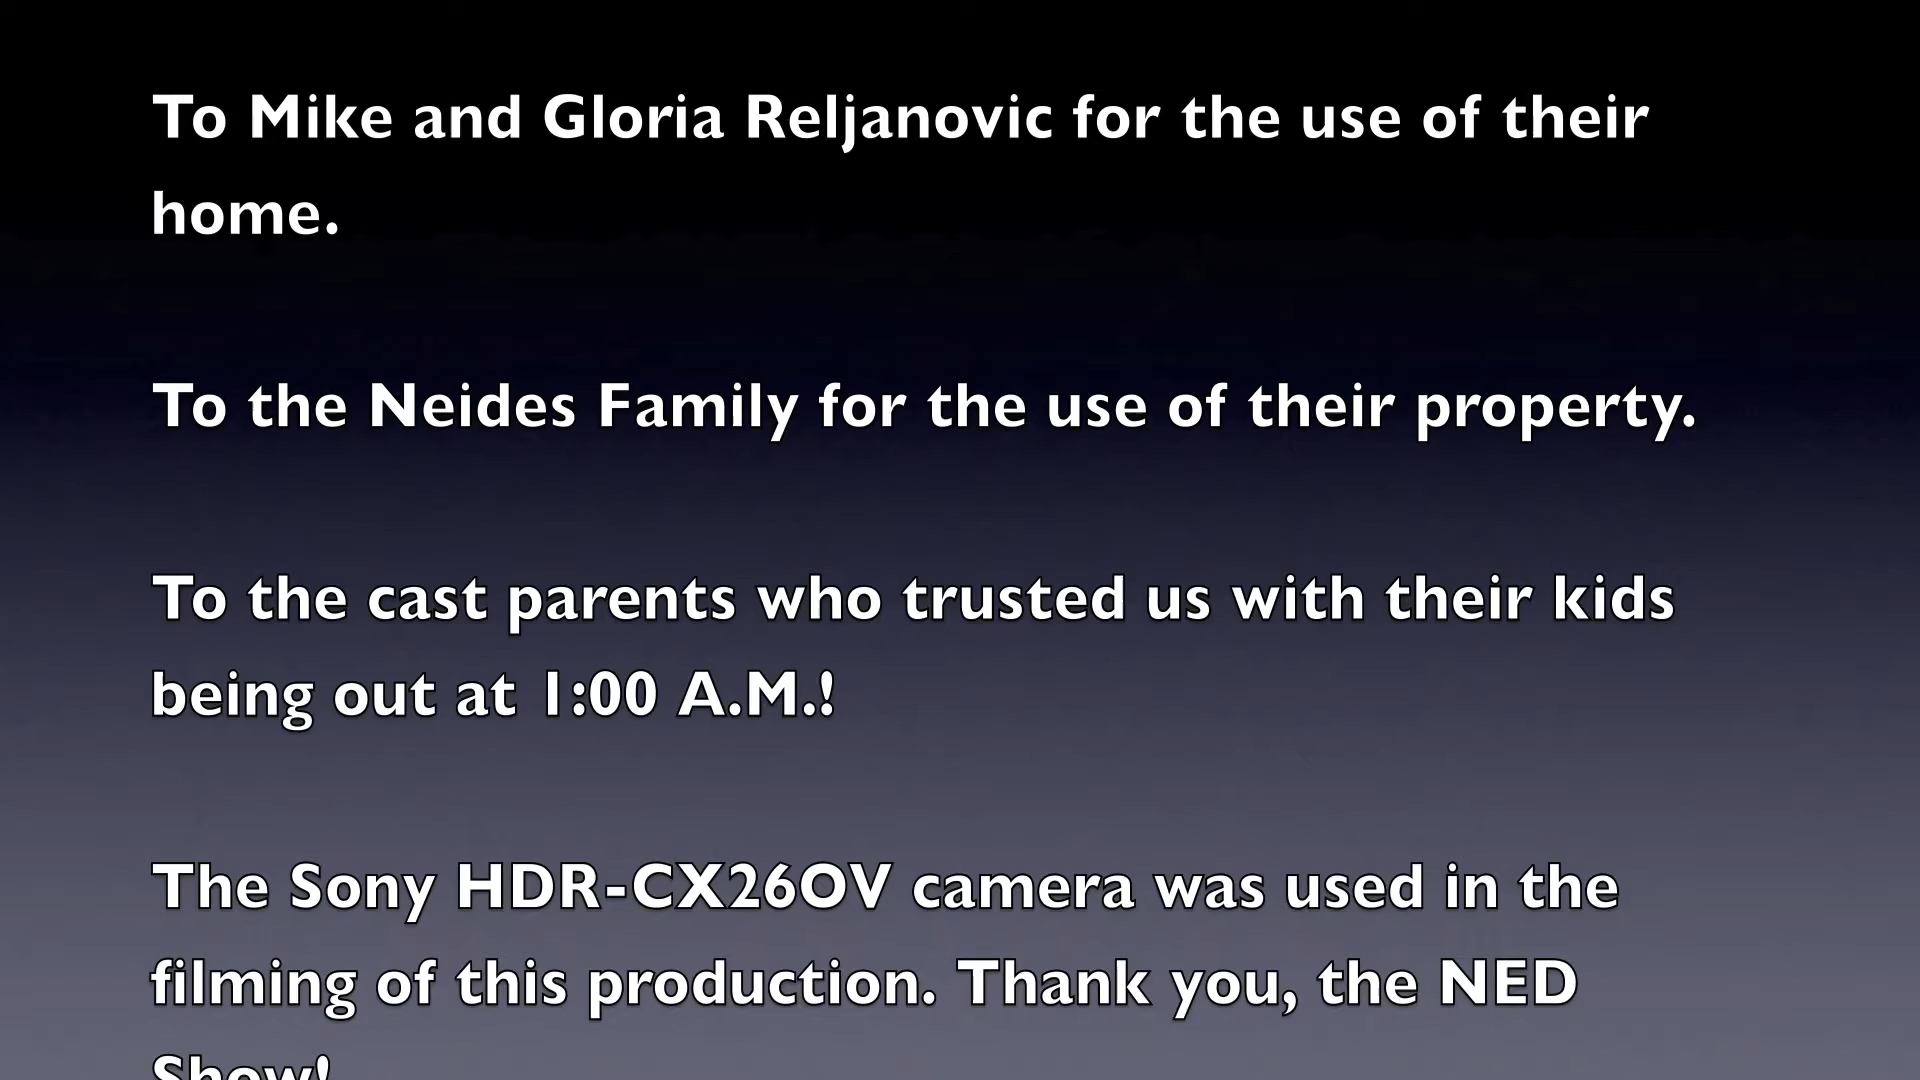 To Mike and Gloria Reljanovic for the use of their
home.
To the Neides Family for the use of their property.
To the cast parents who trusted us with their kids
being out at 1:00 A.M.!
The Sony HDR-CX26OV camera was used in the
filming of this production. Thank you, the NED
Show!